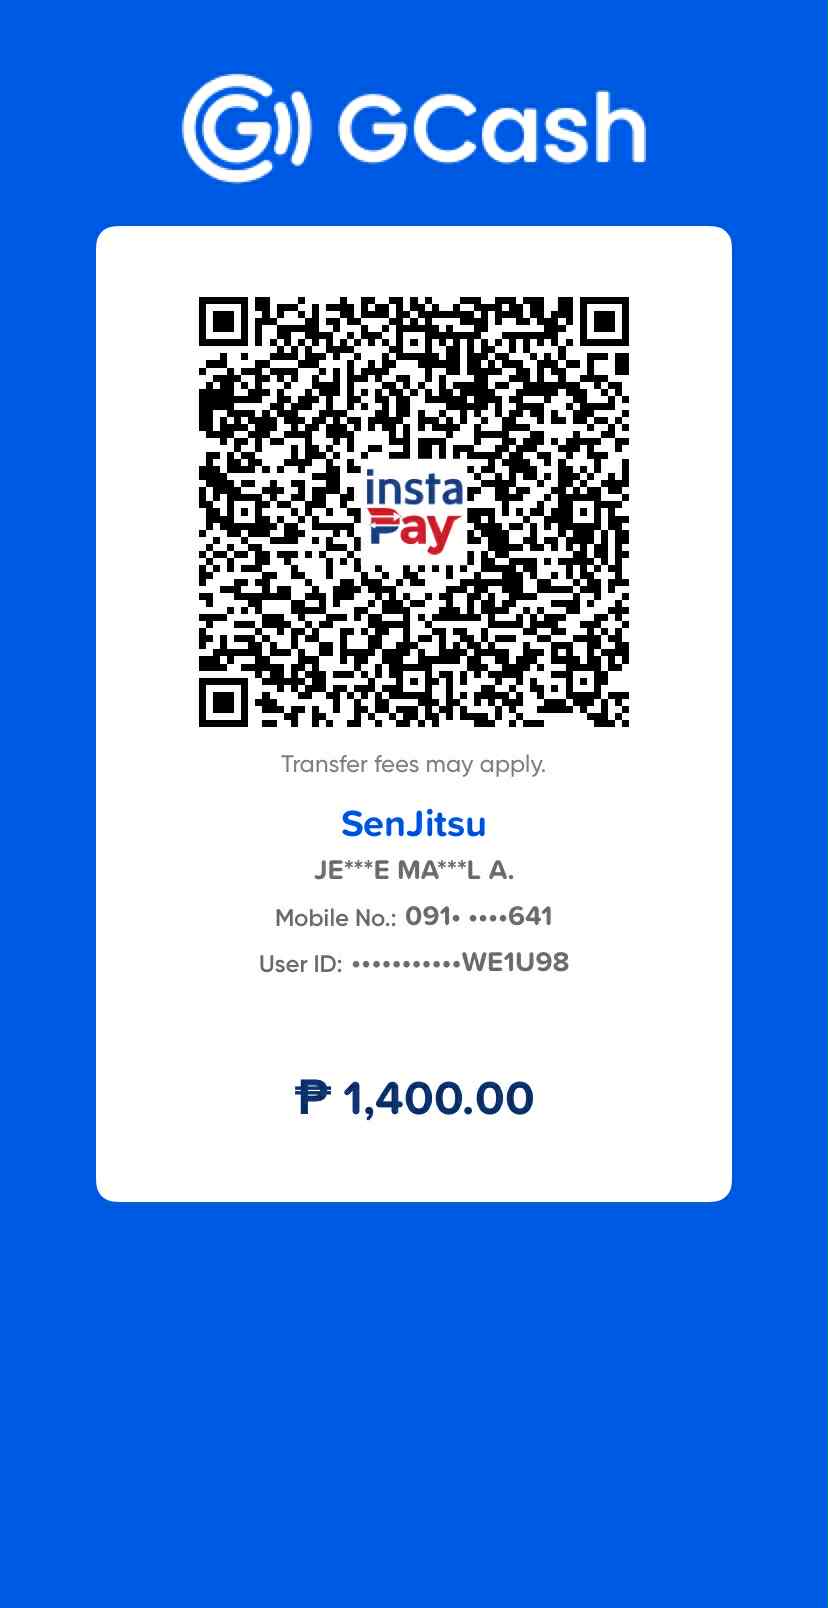 GCash
insta
Pay
Transfer fees may apply.
SenJitsu
JE***E MA***L A.
Mobile No.: 091• ••••641
User ID: •••••••••••WE1U98
₱ 1,400.00